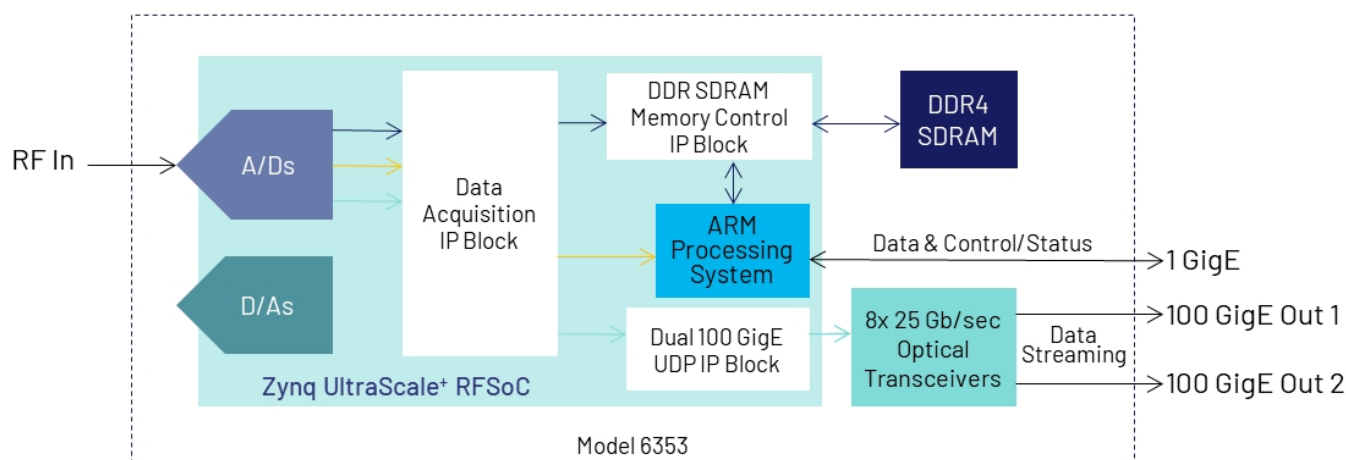 RF In
A/Ds
D/As
Data
Acquisition
IP Block
DDR SDRAM
Memory Control
IP Block
DDR4
SDRAM
ARM
Processing
System
Data & Control/Status
1 GigE
Dual 100 GigE
UDP IP Block
8x 25 Gb/sec
Optical
Transceivers
Data
Streaming
100 GigE Out 1
100 GigE Out 2
Zynq UltraScale⁺ RFSoC
Model 6353